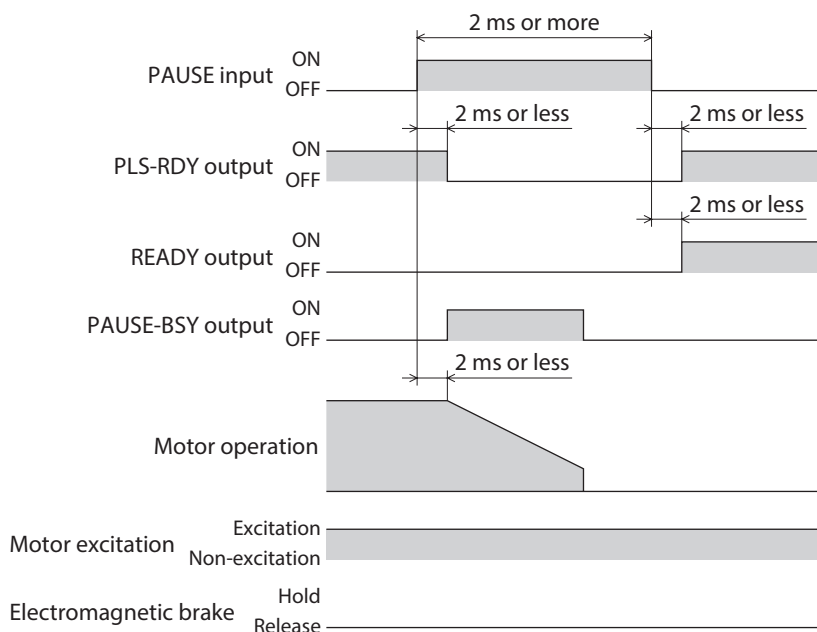 2 ms or more
PAUSE input
ON
OFF
2 ms or less
2 ms or less
PLS-RDY output
ON
OFF
2 ms or less
READY output
ON
OFF
PAUSE-BSY output
ON
OFF
2 ms or less
Motor operation
Motor excitation
Excitation
Non-excitation
Electromagnetic brake
Hold
Release